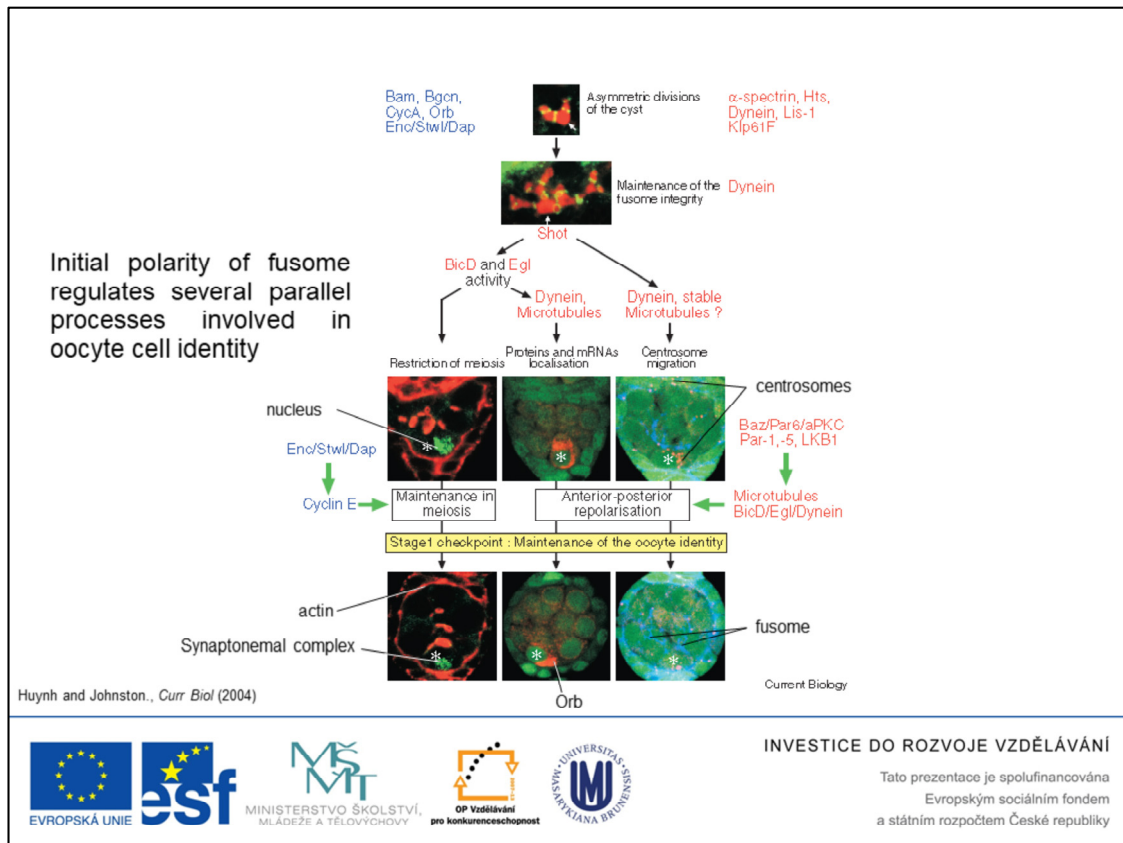 Bam, Bgcn,
CycA, Orb
Enc/Stwl/Dap
Asymmetric divisions
of the cyst
α-spectrin, Hts,
Dynein, Lis-1
Klp61F
Maintenance of the
fusome integrity
Dynein
Shot
Initial polarity of fusome
regulates several parallel
processes involved in
oocyte cell identity
BicD and Egl
activity
Dynein,
Microtubules
Dynein, stable
Microtubules ?
Restriction of meiosis
Proteins and mRNAs
localisation
Centrosome
migration
nucleus
centrosomes
*
*
*
Enc/Stwl/Dap
Baz/Par6/aPKC
Par-1,-5, LKB1
Cyclin E
Maintenance in
meiosis
Anterior-posterior
repolarisation
Microtubules
BicD/Egl/Dynein
Stage1 checkpoint : Maintenance of the oocyte identity
actin
Synaptonemal complex
fusome
*
*
*
Orb
Current Biology
Huynh and Johnston., Curr Biol (2004)
EVROPSKÁ UNIE
esf
MŠMT
MINISTERSTVO ŠKOLSTVÍ,
MLÁDEŽE A TĚLOVÝCHOVY
OP Vzdělávání
pro konkurenceschopnost
UNIVERSITAS MASARYKIANA BRUNENSIS
INVESTICE DO ROZVOJE VZDĚLÁVÁNÍ
Tato prezentace je spolufinancována
Evropským sociálním fondem
a státním rozpočtem České republiky